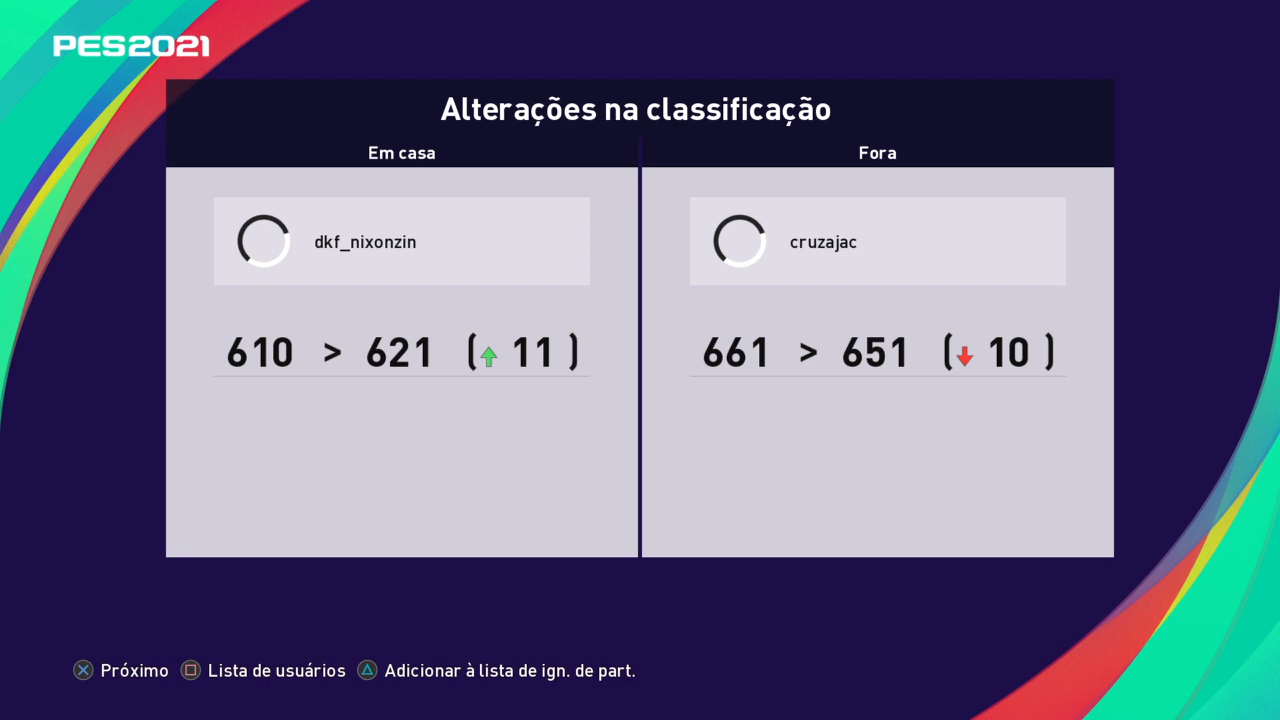 PES2021
Alterações na classificação
Em casa
Fora
dkf_nixonzin
cruzajac
610 > 621 (↑ 11 )
661 > 651 (↓ 10 )
Próximo Lista de usuários Adicionar à lista de ign. de part.